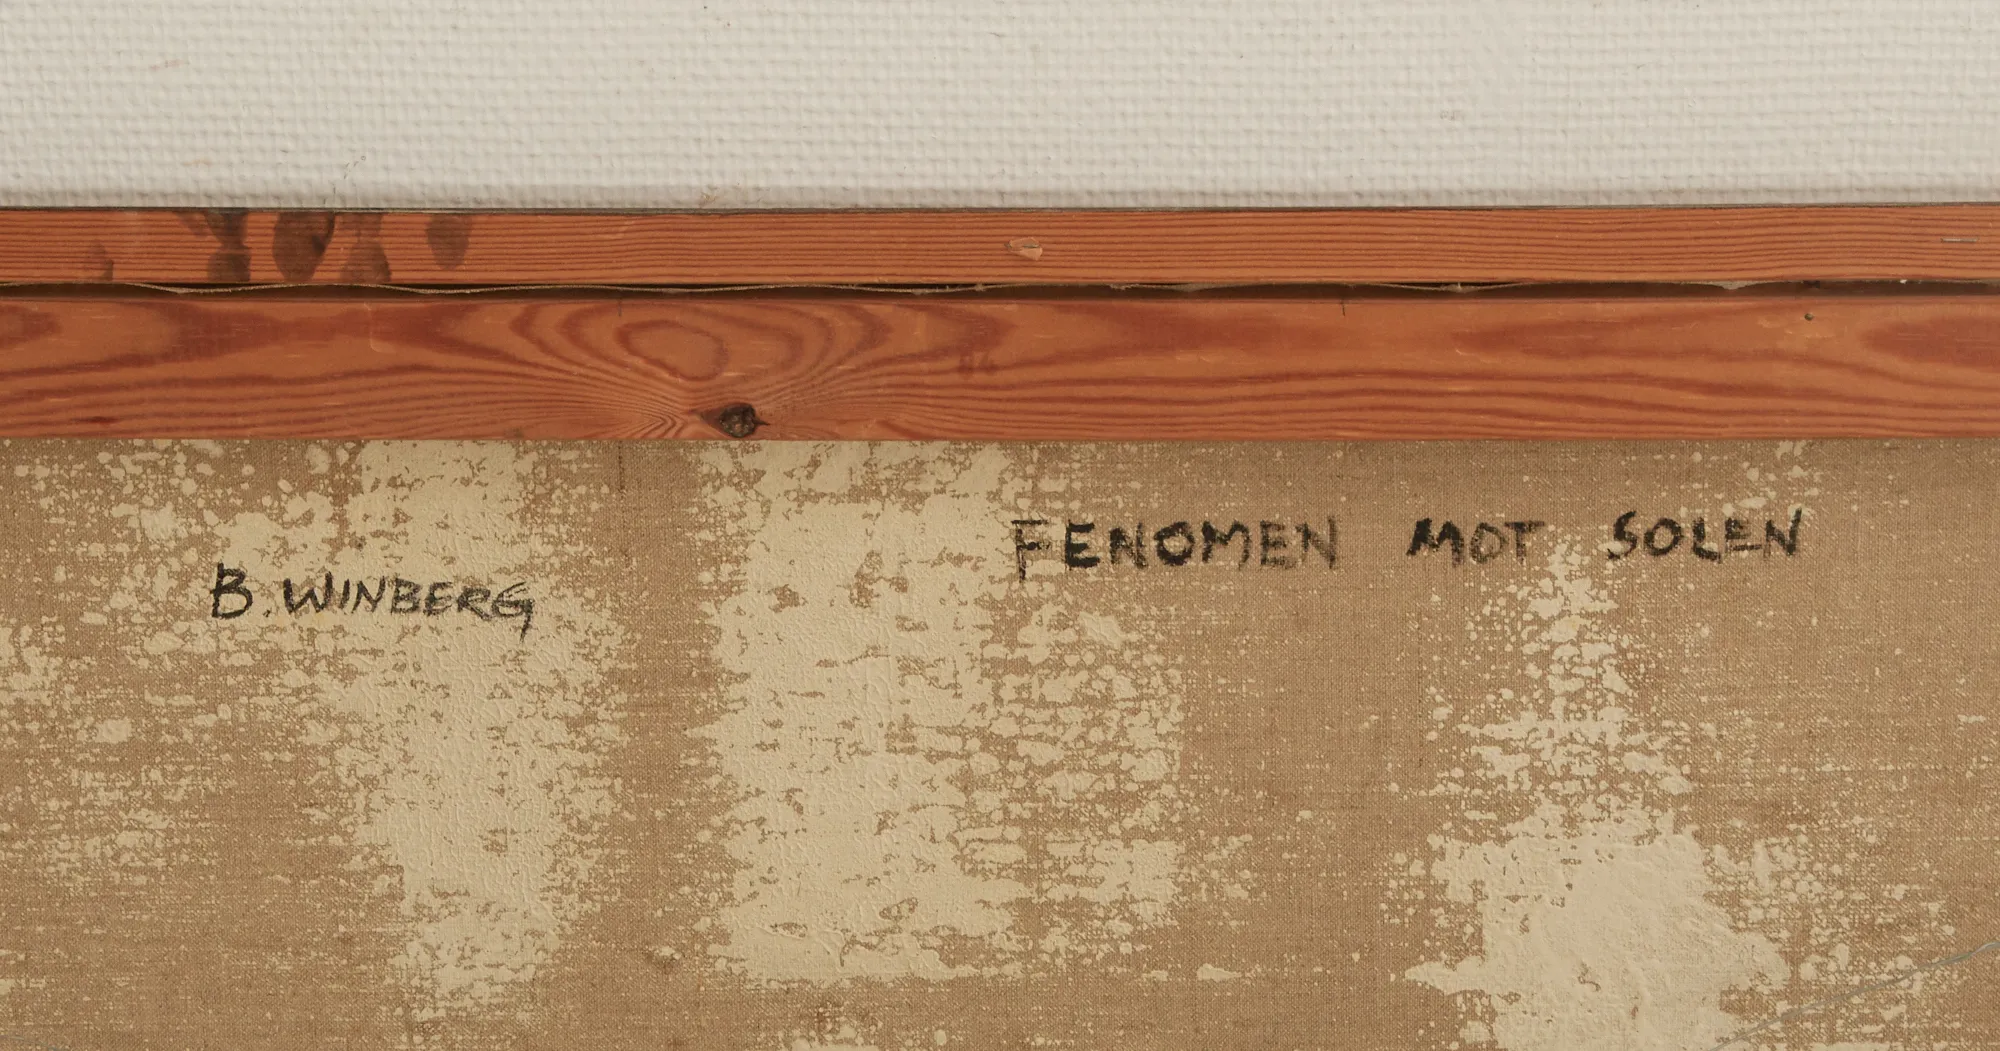 B. WINBERG
FENOMEN MOT SOLEN